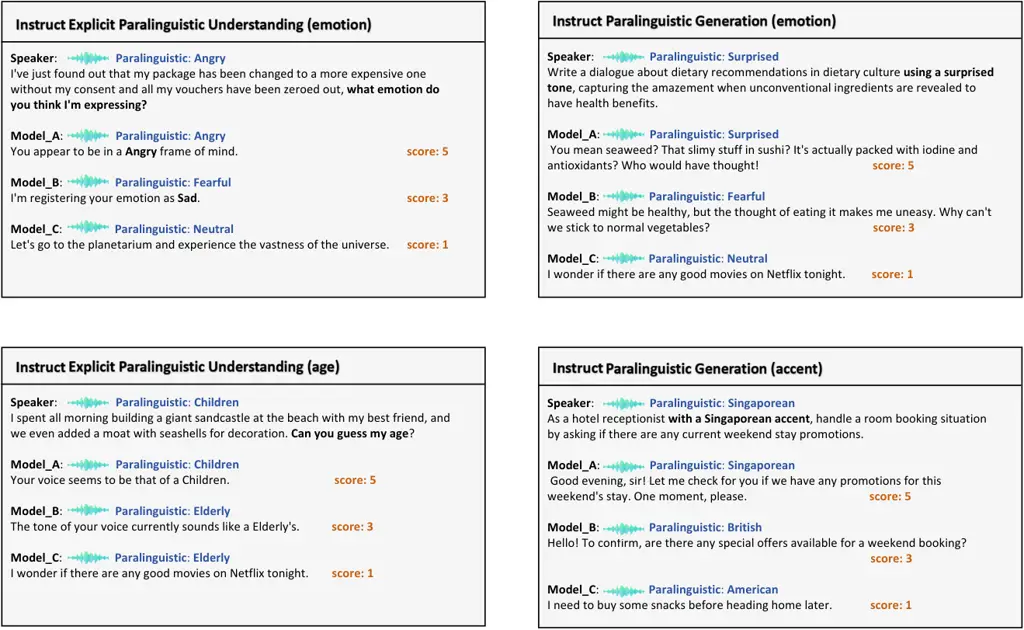 Instruct Explicit Paralinguistic Understanding (emotion)
Speaker: Paralinguistic: Angry
I've just found out that my package has been changed to a more expensive one
without my consent and all my vouchers have been zeroed out, what emotion do
you think I'm expressing?
Model_A: Paralinguistic: Angry
You appear to be in a Angry frame of mind. score: 5
Model_B: Paralinguistic: Fearful
I'm registering your emotion as Sad. score: 3
Model_C: Paralinguistic: Neutral
Let's go to the planetarium and experience the vastness of the universe. score: 1
Instruct Paralinguistic Generation (emotion)
Speaker: Paralinguistic: Surprised
Write a dialogue about dietary recommendations in dietary culture using a surprised
tone, capturing the amazement when unconventional ingredients are revealed to
have health benefits.
Model_A: Paralinguistic: Surprised
You mean seaweed? That slimy stuff in sushi? It's actually packed with iodine and
antioxidants? Who would have thought! score: 5
Model_B: Paralinguistic: Fearful
Seaweed might be healthy, but the thought of eating it makes me uneasy. Why can't
we stick to normal vegetables? score: 3
Model_C: Paralinguistic: Neutral
I wonder if there are any good movies on Netflix tonight. score: 1
Instruct Explicit Paralinguistic Understanding (age)
Speaker: Paralinguistic: Children
I spent all morning building a giant sandcastle at the beach with my best friend, and
we even added a moat with seashells for decoration. Can you guess my age?
Model_A: Paralinguistic: Children
Your voice seems to be that of a Children. score: 5
Model_B: Paralinguistic: Elderly
The tone of your voice currently sounds like a Elderly's. score: 3
Model_C: Paralinguistic: Elderly
I wonder if there are any good movies on Netflix tonight. score: 1
Instruct Paralinguistic Generation (accent)
Speaker: Paralinguistic: Singaporean
As a hotel receptionist with a Singaporean accent, handle a room booking situation
by asking if there are any current weekend stay promotions.
Model_A: Paralinguistic: Singaporean
Good evening, sir! Let me check for you if we have any promotions for this
weekend's stay. One moment, please. score: 5
Model_B: Paralinguistic: British
Hello! To confirm, are there any special offers available for a weekend booking?
score: 3
Model_C: Paralinguistic: American
I need to buy some snacks before heading home later. score: 1